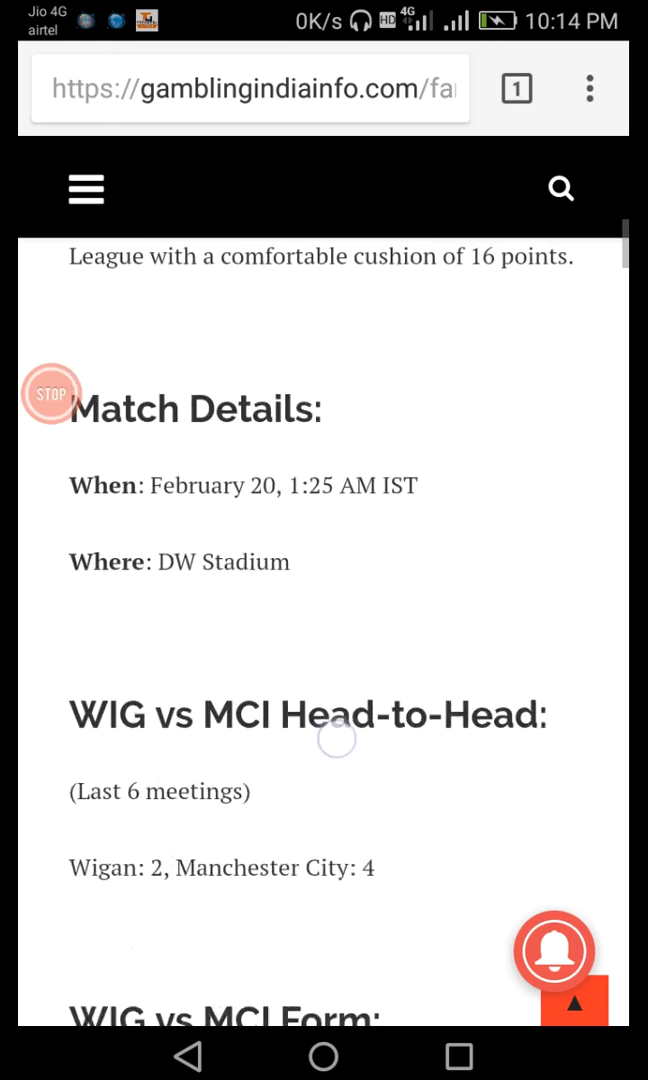 Jio 4G
airtel
0K/s HD 4G 10:14 PM
https://gamblingindiainfo.com/fa
1
League with a comfortable cushion of 16 points.
STOP
Match Details:
When: February 20, 1:25 AM IST
Where: DW Stadium
WIG vs MCI Head-to-Head:
(Last 6 meetings)
Wigan: 2, Manchester City: 4
WIG vs MCI Form: